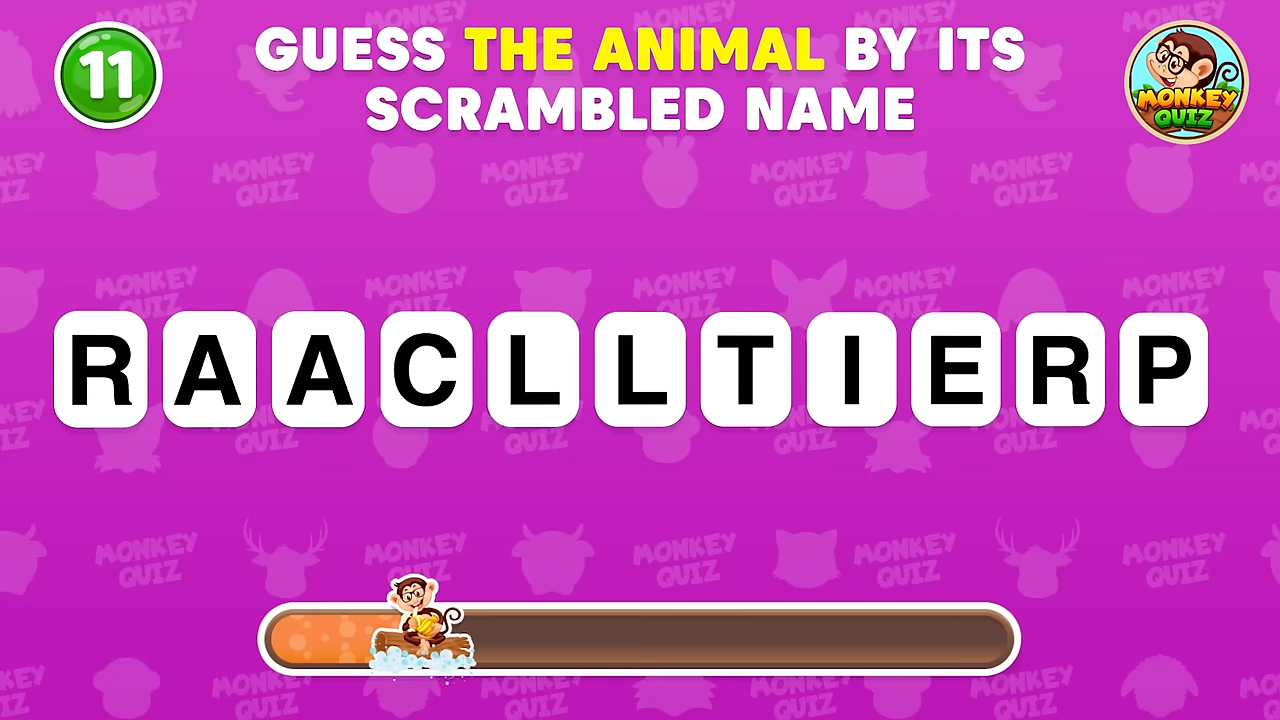 11
GUESS THE ANIMAL BY ITS
SCRAMBLED NAME
MONKEY
QUIZ
R A A C L L T I E R P